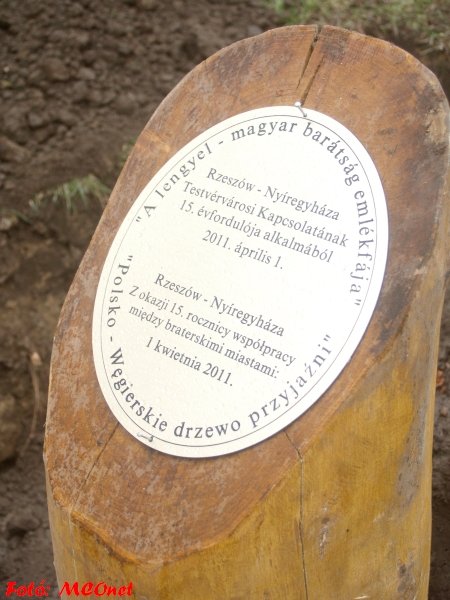 "A lengyel - magyar barátság emlékfája"
Rzeszów - Nyíregyháza
Testvérvárosi Kapcsolatának
15. évfordulója alkalmából
2011. április 1.
Rzeszów - Nyíregyháza
Z okazji 15. rocznicy współpracy
między braterskimi miastami:
1 kwietnia 2011.
"Polsko - Węgierskie drzewo przyjaźni"
Fotó: MCOnet